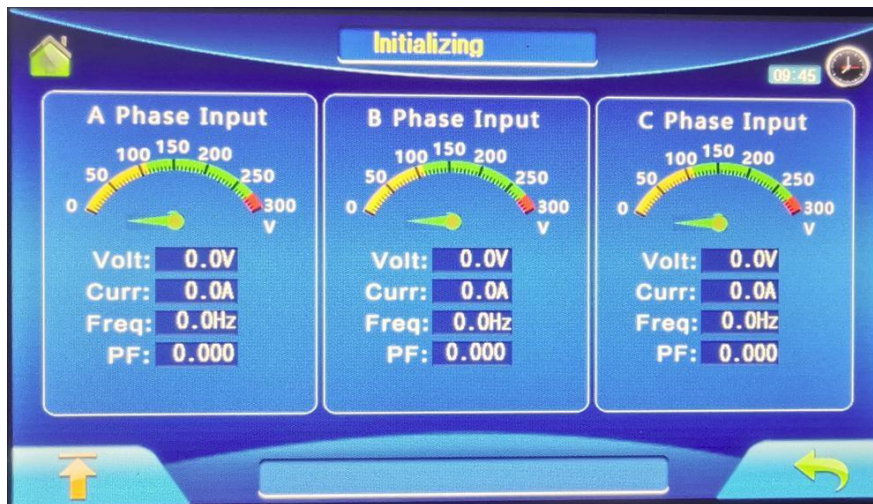 Initializing
09:45
A Phase Input
0 50 100 150 200 250 300
V
Volt: 0.0V
Curr: 0.0A
Freq: 0.0Hz
PF: 0.000
B Phase Input
0 50 100 150 200 250 300
V
Volt: 0.0V
Curr: 0.0A
Freq: 0.0Hz
PF: 0.000
C Phase Input
0 50 100 150 200 250 300
V
Volt: 0.0V
Curr: 0.0A
Freq: 0.0Hz
PF: 0.000